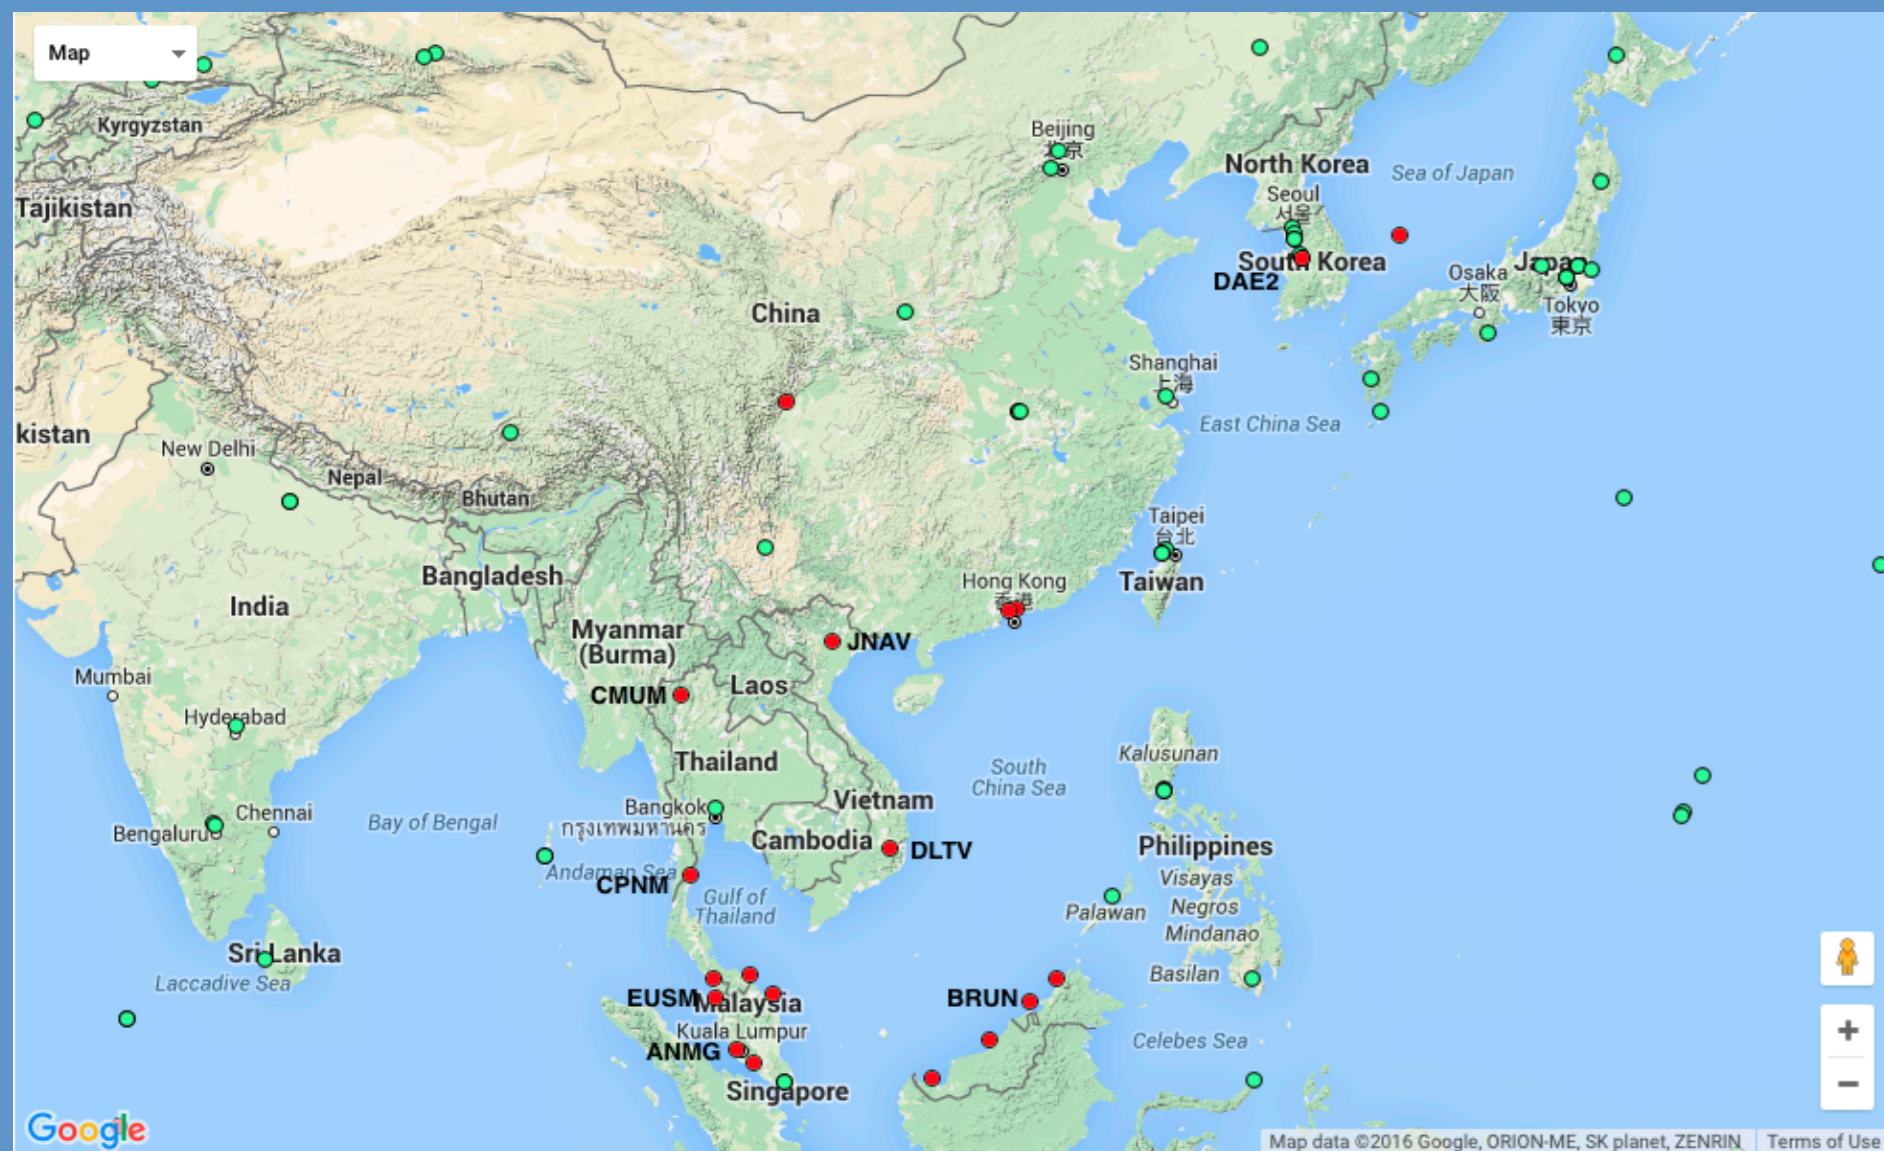 Map
Kyrgyzstan
Beijing
北京
North Korea
Sea of Japan
Tajikistan
Seoul
서울
South Korea
DAE2
Japan
Osaka
大阪
Tokyo
東京
China
Shanghai
上海
East China Sea
kistan
New Delhi
Nepal
Bhutan
Taipei
台北
Taiwan
Bangladesh
India
Hong Kong
香港
Myanmar
(Burma)
JNAV
Mumbai
CMUM
Laos
Hyderabad
Thailand
South
China Sea
Kalusunan
Bangkok
กรุงเทพมหานคร
Vietnam
Chennai
Bay of Bengal
Bengaluru
Cambodia
DLTV
Philippines
Andaman Sea
CPNM
Gulf of
Thailand
Visayas
Palawan
Negros
Mindanao
Sri Lanka
Laccadive Sea
Basilan
EUSM
Malaysia
BRUN
Kuala Lumpur
ANMG
Celebes Sea
Singapore
+
−
Google
Map data ©2016 Google, ORION-ME, SK planet, ZENRIN
Terms of Use